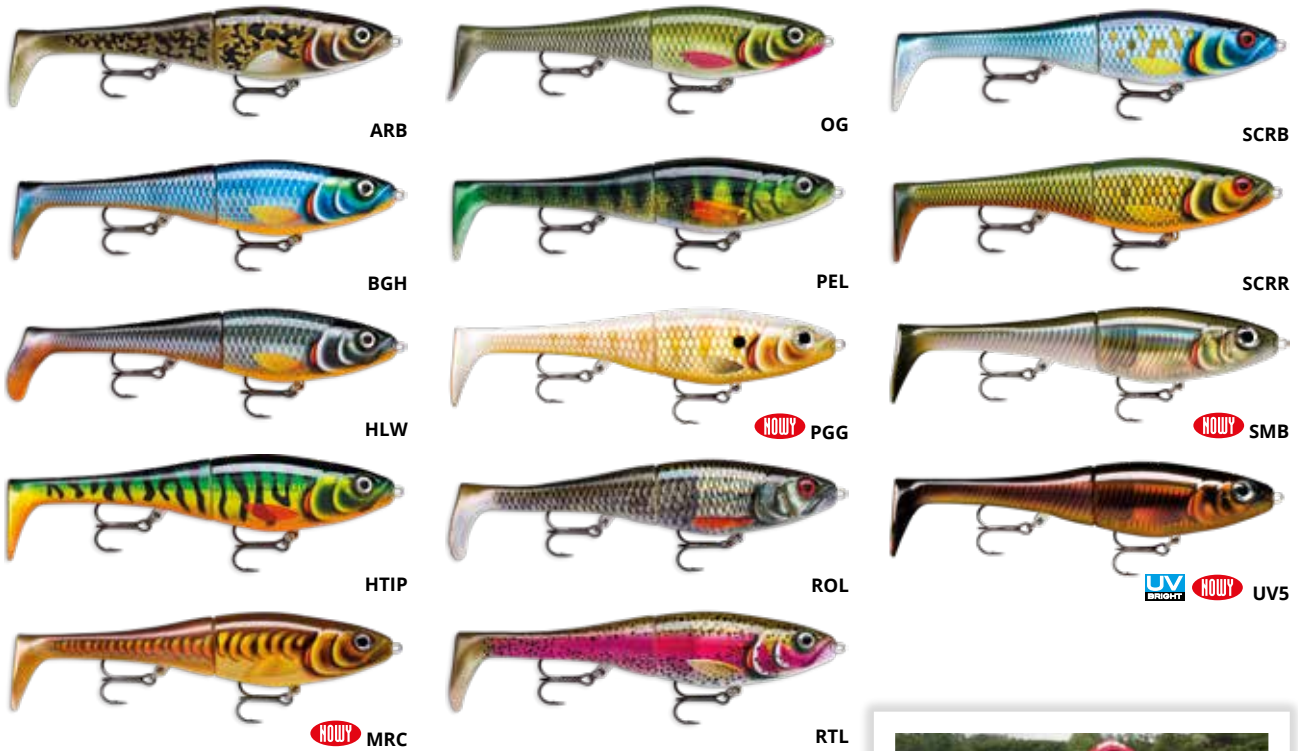 ARB
OG
SCRB
BGH
PEL
SCRR
HLW
NOWY PGG
NOWY SMB
HTIP
ROL
UV BRIGHT NOWY UV5
NOWY MRC
RTL